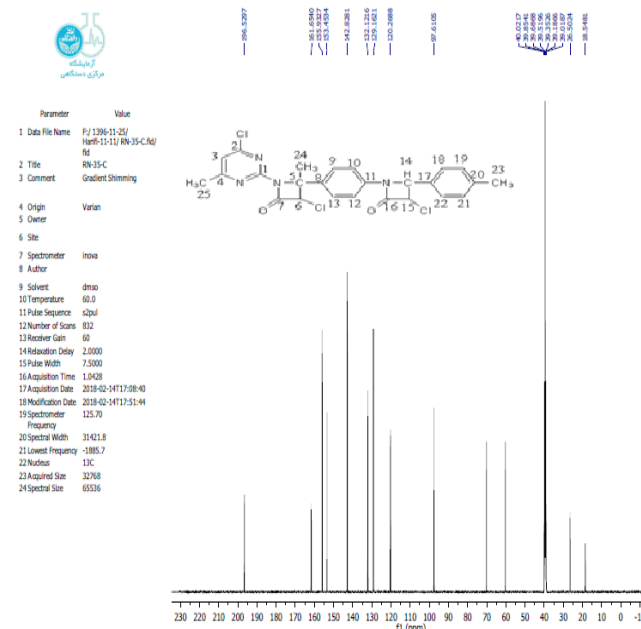 196.5297
161.6540
155.9327
153.4534
142.8281
132.1216
129.1621
120.2688
97.6105
40.0217
39.8541
39.6868
39.5196
39.3526
39.1866
39.0187
26.5024
18.5481
آزمایشگاه
مرکزی دستگاهی
Parameter Value
1 Data File Name F:/ 1396-11-25/
Hanifi-11-11/ RN-35-C.fid/
fid
2 Title RN-35-C
3 Comment Gradient Shimming
4 Origin Varian
5 Owner
6 Site
7 Spectrometer inova
8 Author
9 Solvent dmso
10 Temperature 60.0
11 Pulse Sequence s2pul
12 Number of Scans 832
13 Receiver Gain 60
14 Relaxation Delay 2.0000
15 Pulse Width 7.5000
16 Acquisition Time 1.0428
17 Acquisition Date 2018-02-14T17:08:40
18 Modification Date 2018-02-14T17:51:44
19 Spectrometer 125.70
Frequency
20 Spectral Width 31421.8
21 Lowest Frequency -1885.7
22 Nucleus 13C
23 Acquired Size 32768
24 Spectral Size 65536
Cl
2
3
N
4
N
1
H₃C
25
24
CH₃
N
5
O
7
6
Cl
8
9
10
11
13
12
N
14
H
O
16
15
Cl
17
18
19
20
22
21
23
CH₃
230 220 210 200 190 180 170 160 150 140 130 120 110 100 90 80 70 60 50 40 30 20 10 0 -1
f1 (ppm)